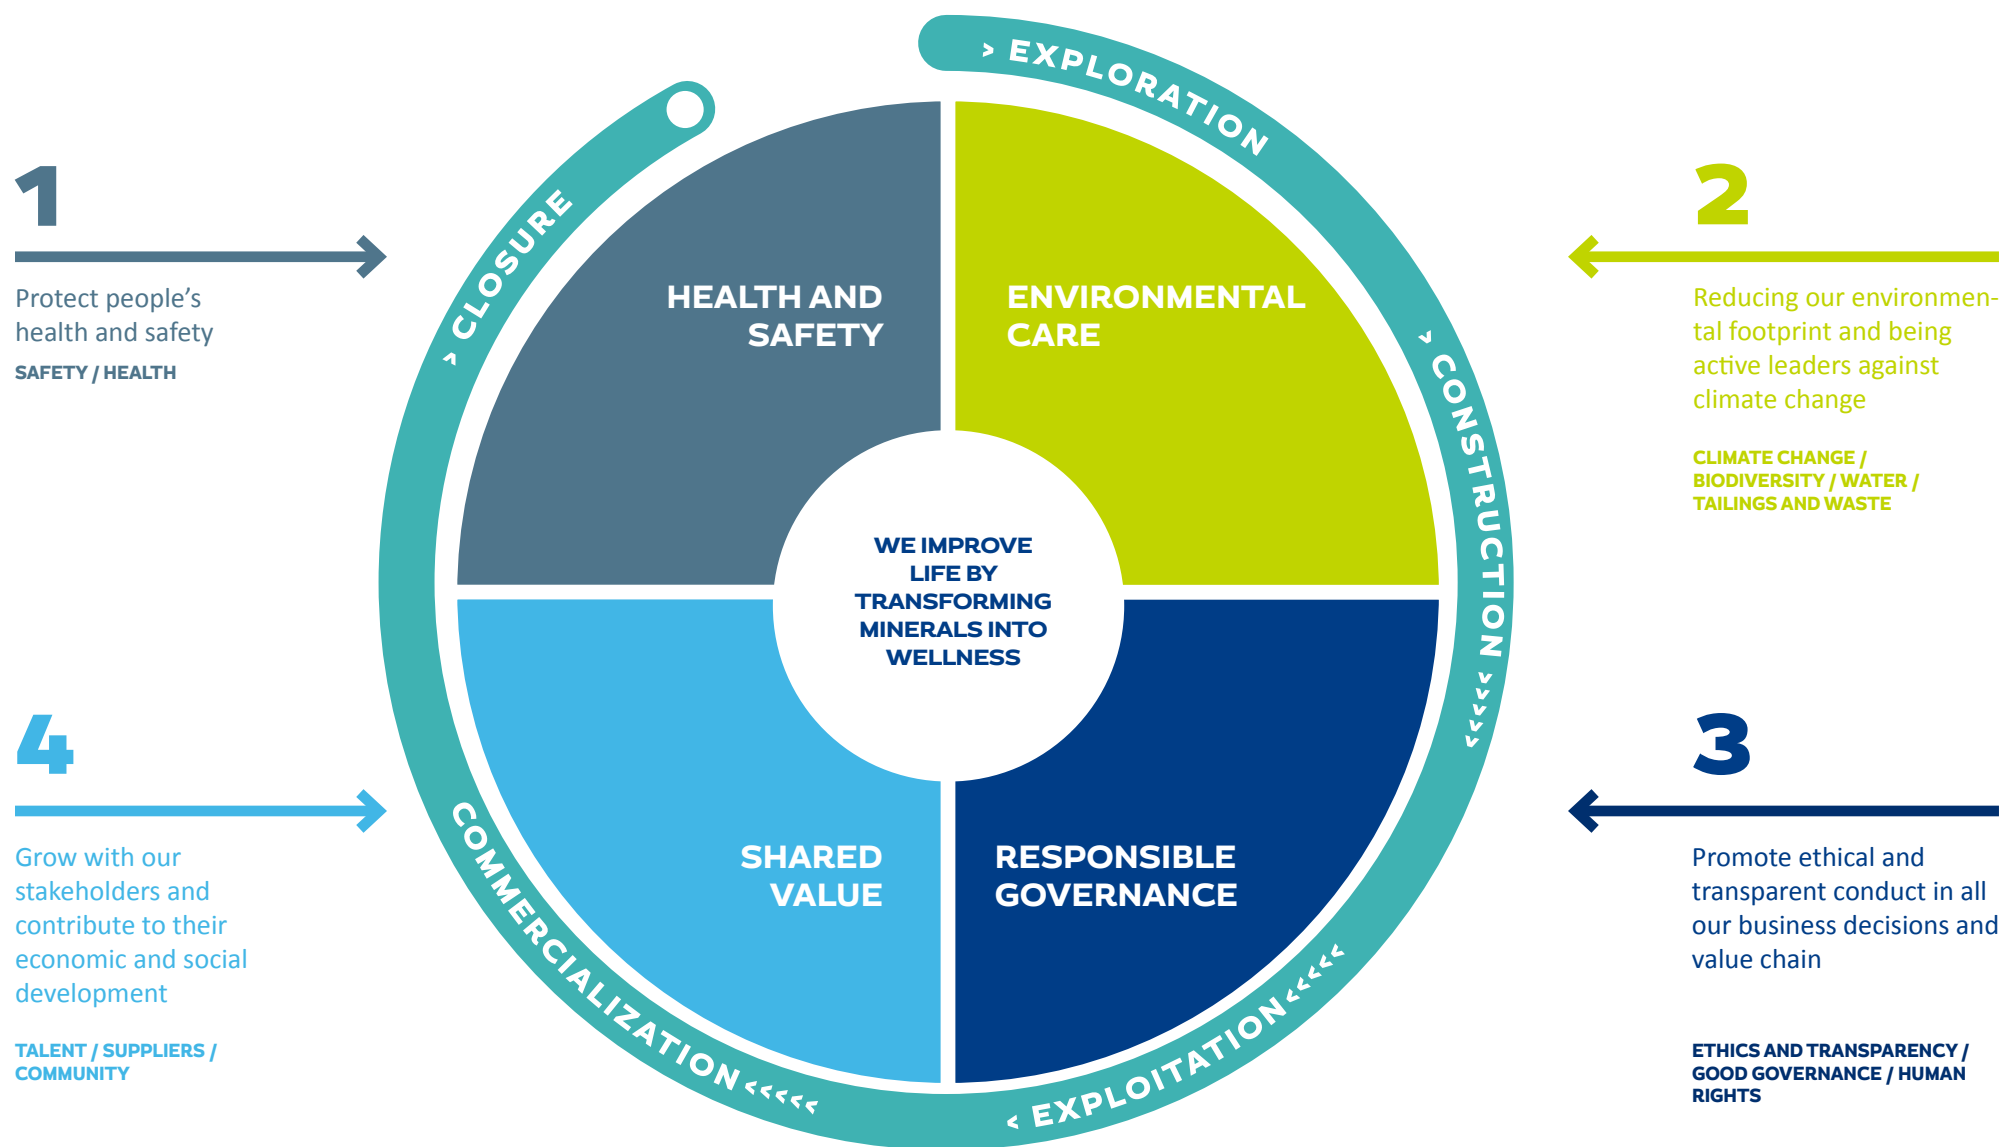 > EXPLORATION
> CONSTRUCTION >>>>>
< EXPLOITATION <<<<<
COMMERCIALIZATION <<<<<
> CLOSURE
1
Protect people’s
health and safety
SAFETY / HEALTH
2
Reducing our environmen-
tal footprint and being
active leaders against
climate change
CLIMATE CHANGE /
BIODIVERSITY / WATER /
TAILINGS AND WASTE
HEALTH AND
SAFETY
ENVIRONMENTAL
CARE
WE IMPROVE
LIFE BY
TRANSFORMING
MINERALS INTO
WELLNESS
SHARED
VALUE
RESPONSIBLE
GOVERNANCE
3
Promote ethical and
transparent conduct in all
our business decisions and
value chain
ETHICS AND TRANSPARENCY /
GOOD GOVERNANCE / HUMAN
RIGHTS
4
Grow with our
stakeholders and
contribute to their
economic and social
development
TALENT / SUPPLIERS /
COMMUNITY